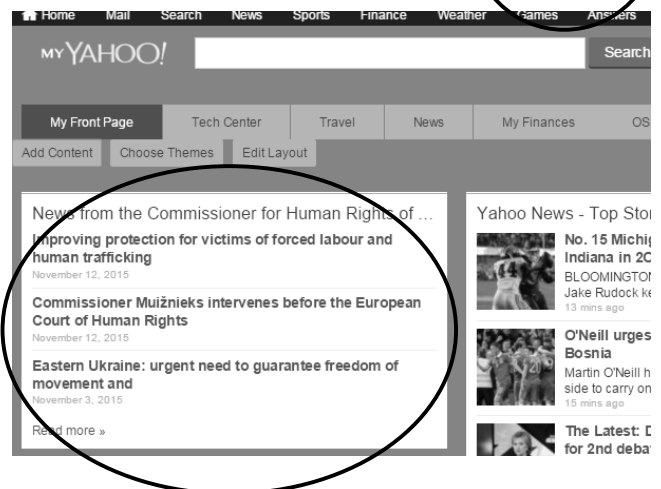 Home Mail Search News Sports Finance Weather Games Answers
MY YAHOO!
Search
My Front Page Tech Center Travel News My Finances OS
Add Content Choose Themes Edit Layout
News from the Commissioner for Human Rights of ...
Improving protection for victims of forced labour and
human trafficking
November 12, 2015
Commissioner Muižnieks intervenes before the European
Court of Human Rights
November 12, 2015
Eastern Ukraine: urgent need to guarantee freedom of
movement and
November 3, 2015
Read more »
Yahoo News - Top Stor
No. 15 Michig
Indiana in 2O
BLOOMINGTON
Jake Rudock ke
13 mins ago
O'Neill urges
Bosnia
Martin O'Neill h
side to carry on
15 mins ago
The Latest: D
for 2nd debat